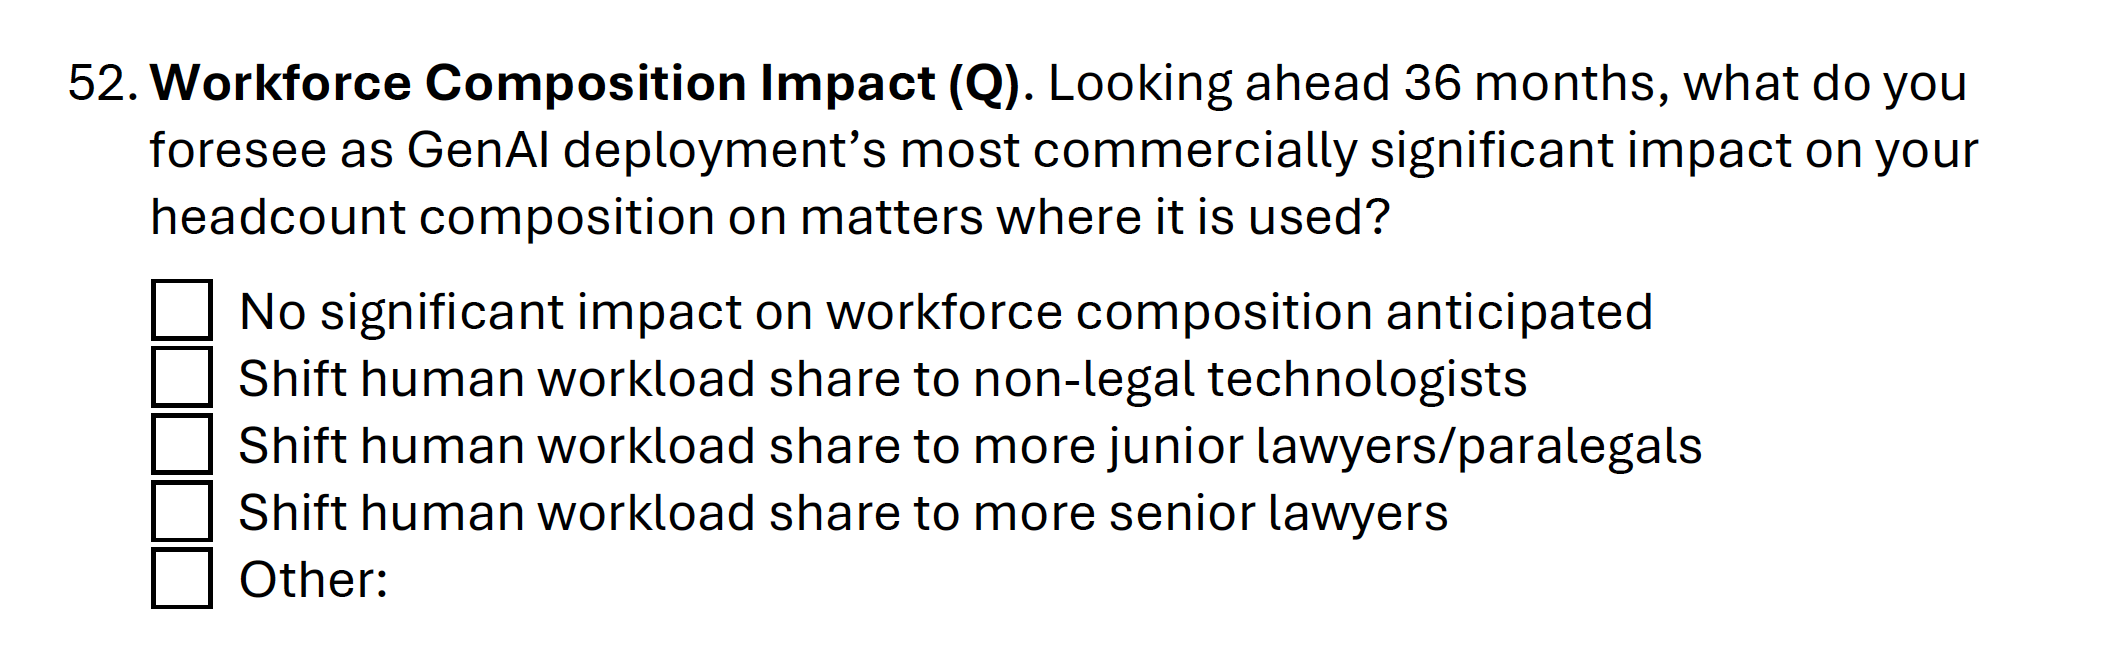 52. Workforce Composition Impact (Q). Looking ahead 36 months, what do you
foresee as GenAI deployment’s most commercially significant impact on your
headcount composition on matters where it is used?
No significant impact on workforce composition anticipated
Shift human workload share to non-legal technologists
Shift human workload share to more junior lawyers/paralegals
Shift human workload share to more senior lawyers
Other: